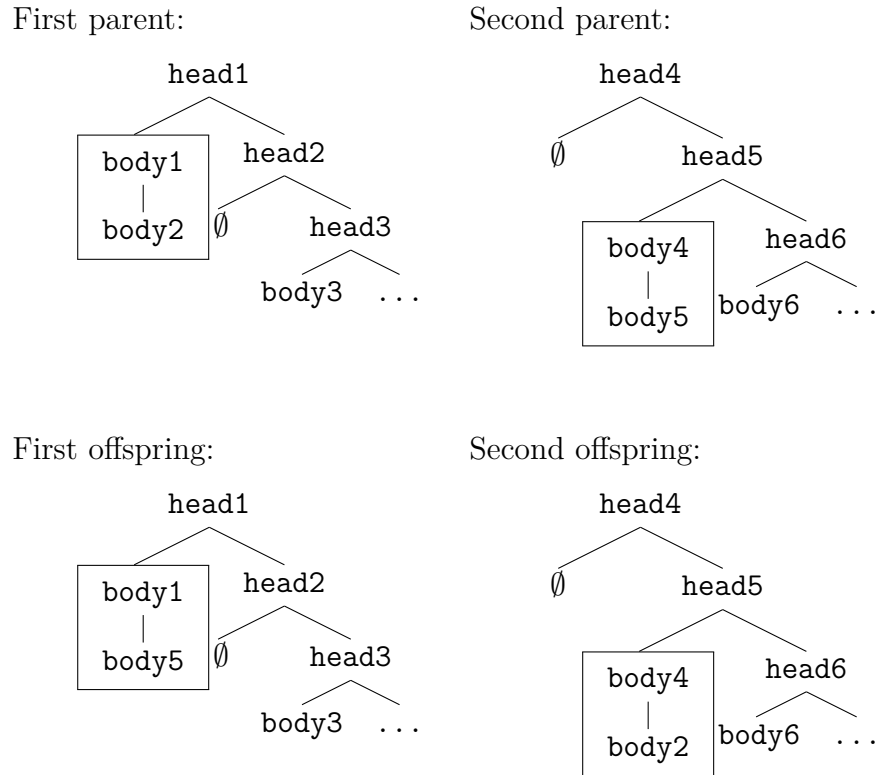 First parent:
head1
body1
head2
body2
∅
head3
body3
...
Second parent:
head4
∅
head5
body4
head6
body5
body6
...
First offspring:
head1
body1
head2
body5
∅
head3
body3
...
Second offspring:
head4
∅
head5
body4
head6
body2
body6
...